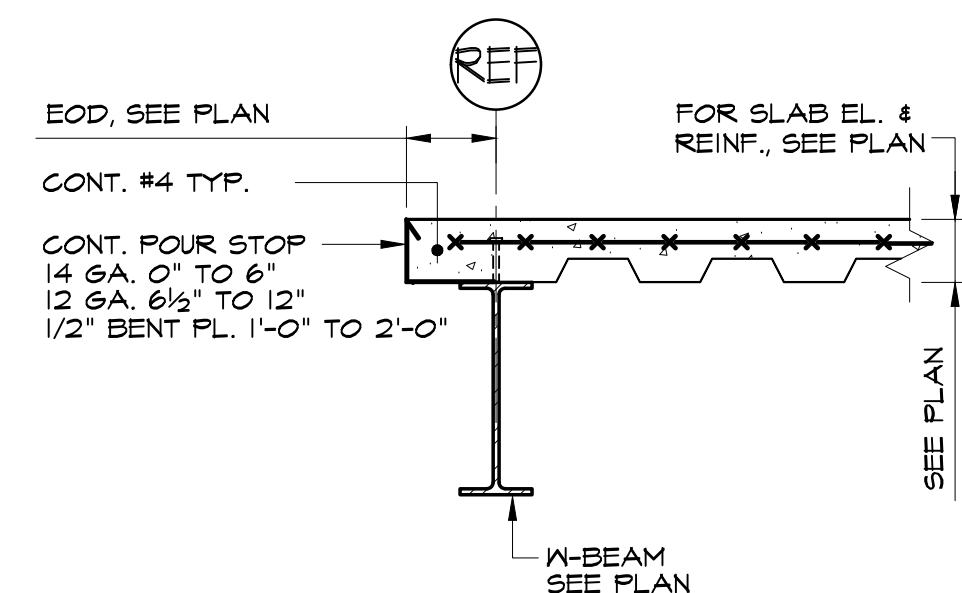 REF
EOD, SEE PLAN
FOR SLAB EL. &
REINF., SEE PLAN
CONT. #4 TYP.
CONT. POUR STOP
14 GA. 0" TO 6"
12 GA. 6½" TO 12"
1/2" BENT PL. 1'-0" TO 2'-0"
SEE PLAN
W-BEAM
SEE PLAN